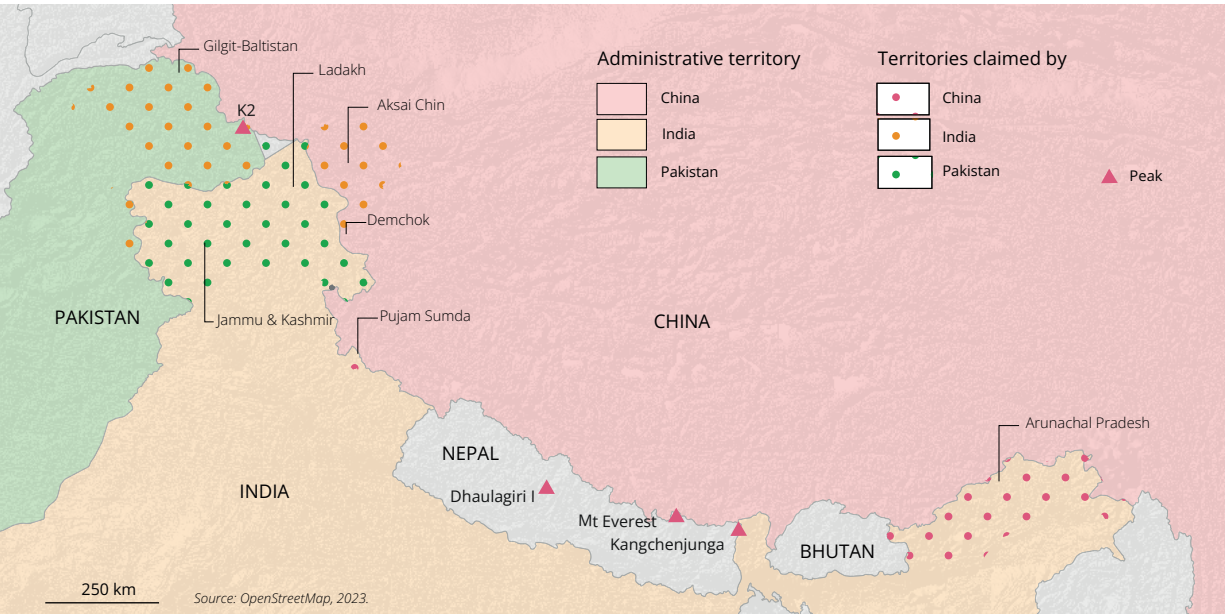 Gilgit-Baltistan
Ladakh
Aksai Chin
K2
Demchok
Administrative territory
China
India
Pakistan
Territories claimed by
China
India
Pakistan
Peak
PAKISTAN
Jammu & Kashmir
Pujam Sumda
CHINA
Arunachal Pradesh
NEPAL
INDIA
Dhaulagiri I
Mt Everest
Kangchenjunga
BHUTAN
250 km
Source: OpenStreetMap, 2023.